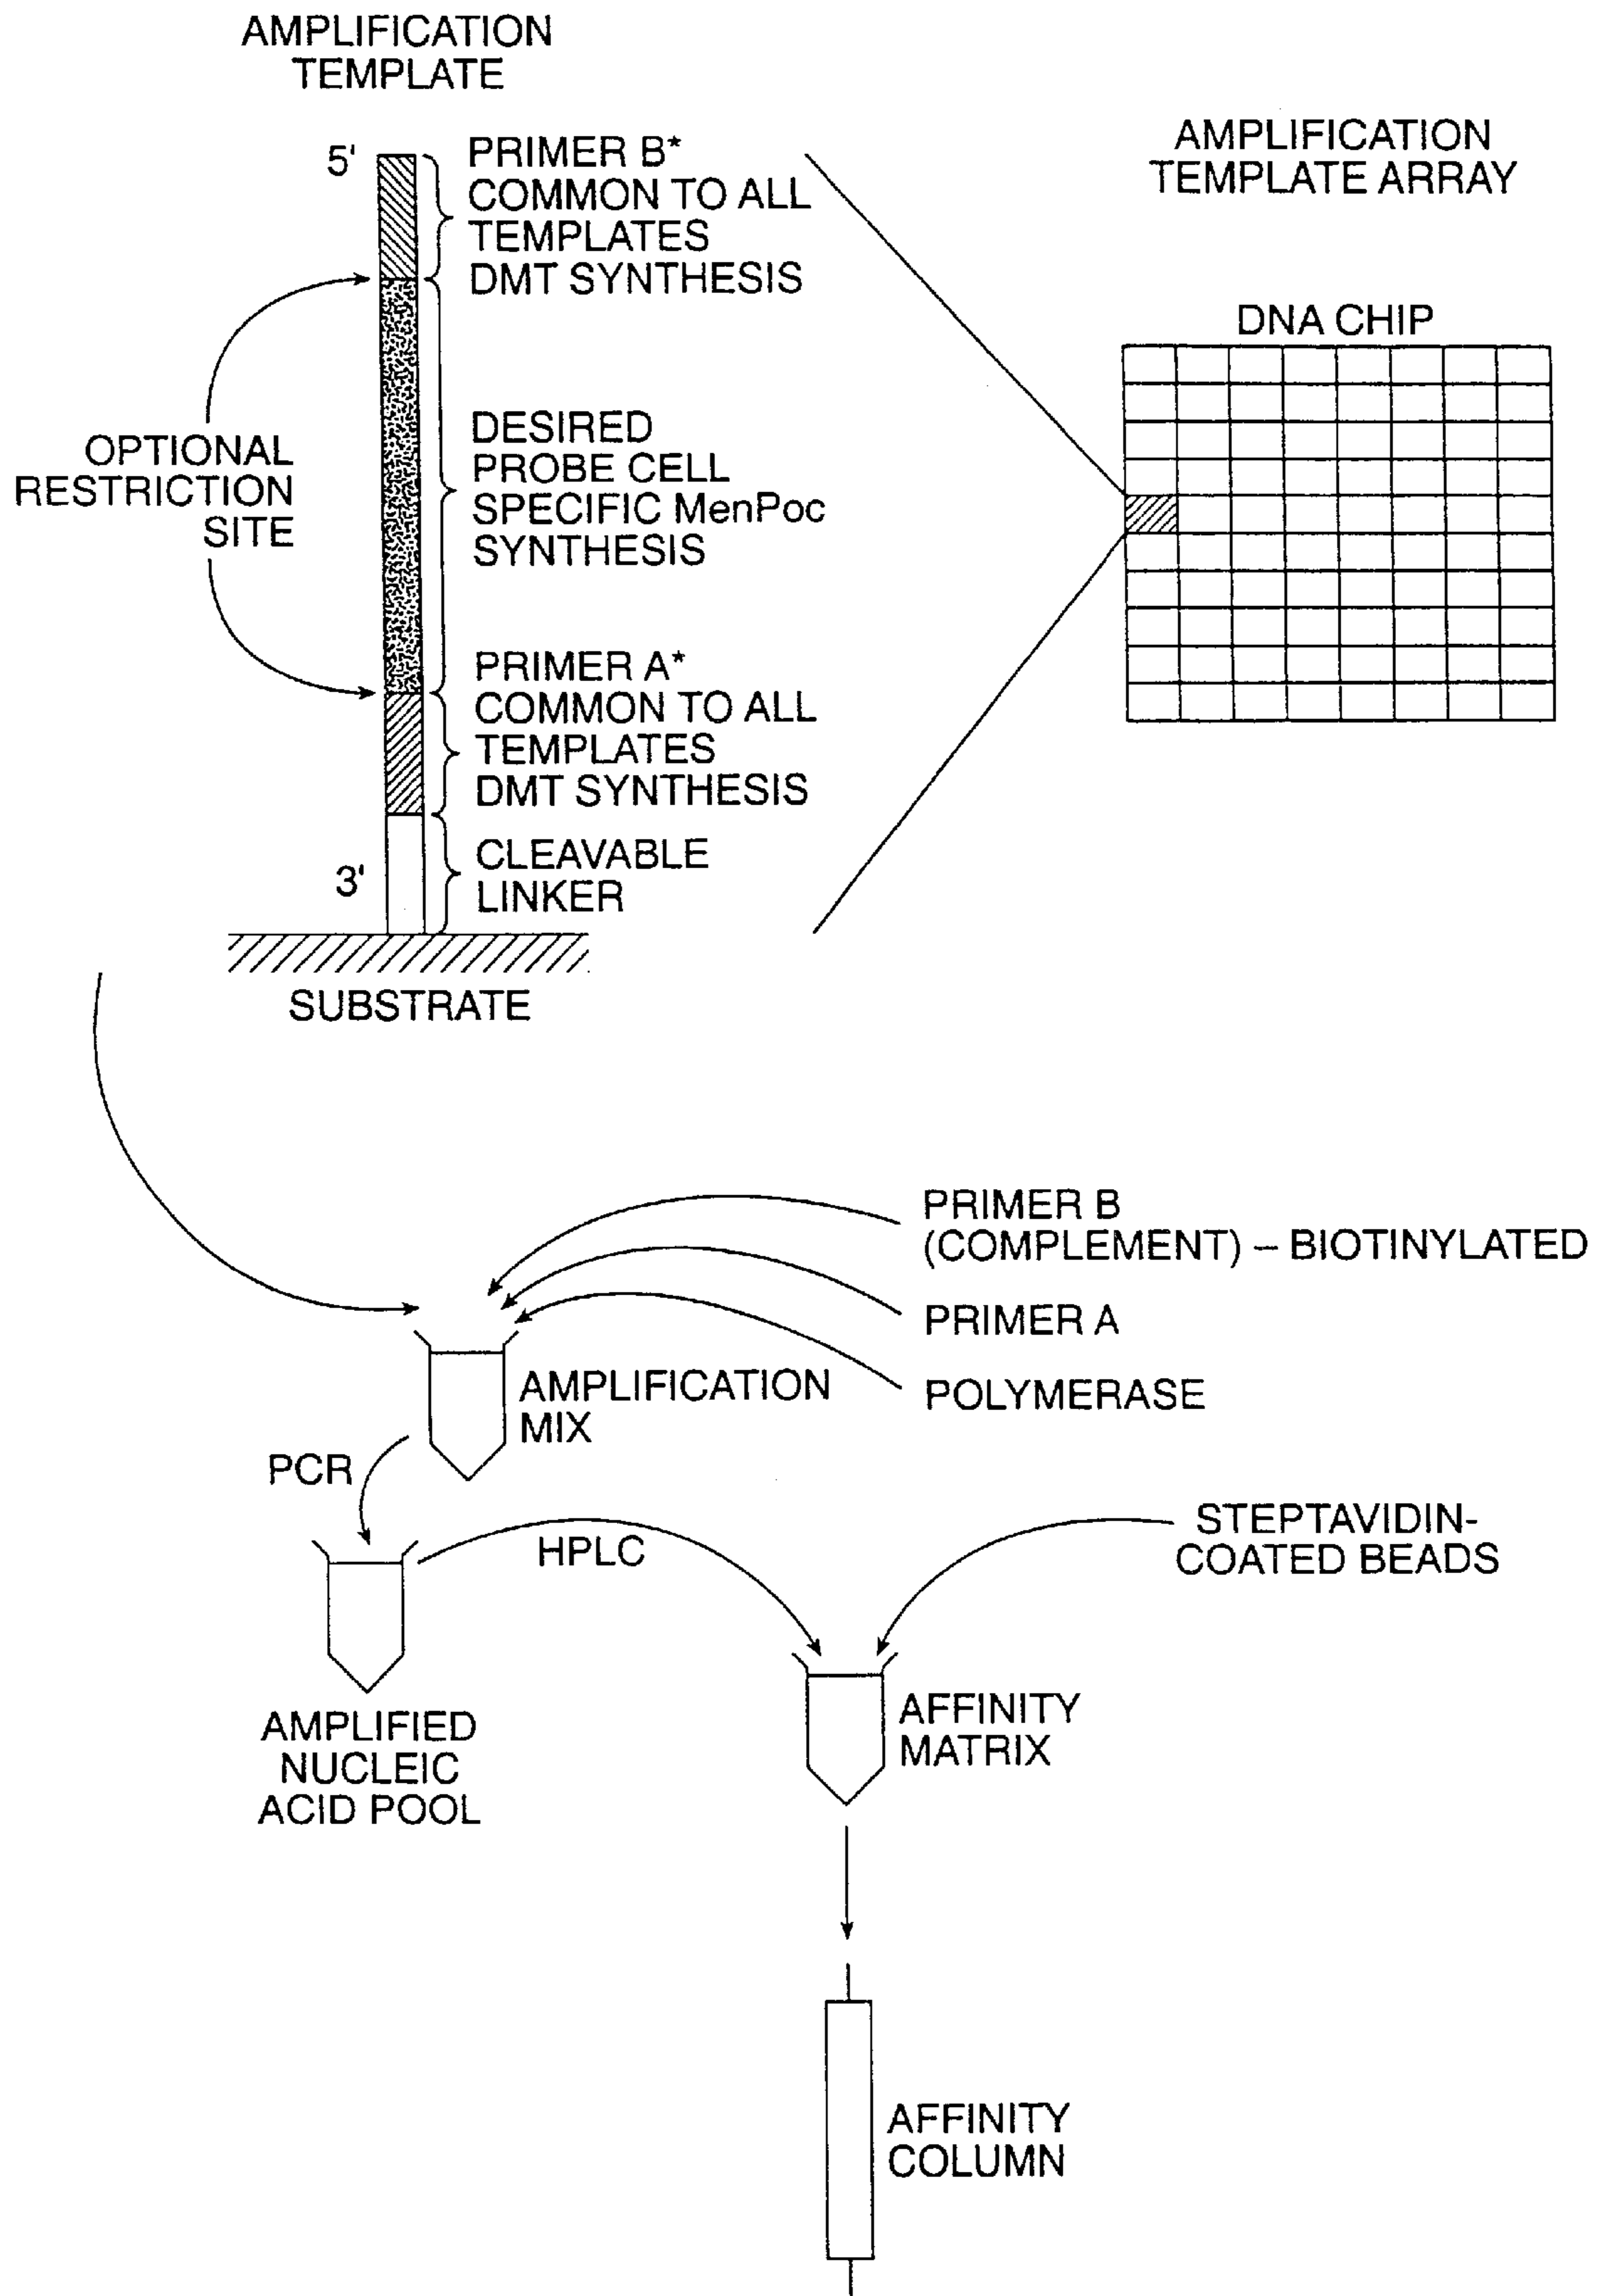 AMPLIFICATION
TEMPLATE
5'
PRIMER B*
COMMON TO ALL
TEMPLATES
DMT SYNTHESIS
OPTIONAL
RESTRICTION
SITE
DESIRED
PROBE CELL
SPECIFIC MenPoc
SYNTHESIS
PRIMER A*
COMMON TO ALL
TEMPLATES
DMT SYNTHESIS
3'
CLEAVABLE
LINKER
SUBSTRATE
AMPLIFICATION
TEMPLATE ARRAY
DNA CHIP
PRIMER B
(COMPLEMENT) – BIOTINYLATED
PRIMER A
POLYMERASE
AMPLIFICATION
MIX
PCR
HPLC
STEPTAVIDIN-
COATED BEADS
AMPLIFIED
NUCLEIC
ACID POOL
AFFINITY
MATRIX
AFFINITY
COLUMN